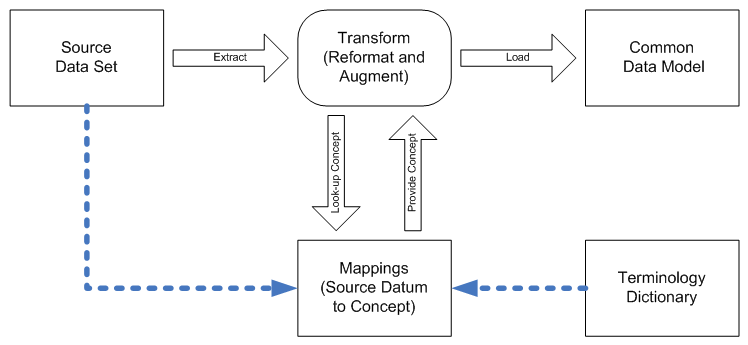 Source
Data Set
Extract
Transform
(Reformat and
Augment)
Load
Common
Data Model
Look-up Concept
Provide Concept
Mappings
(Source Datum
to Concept)
Terminology
Dictionary